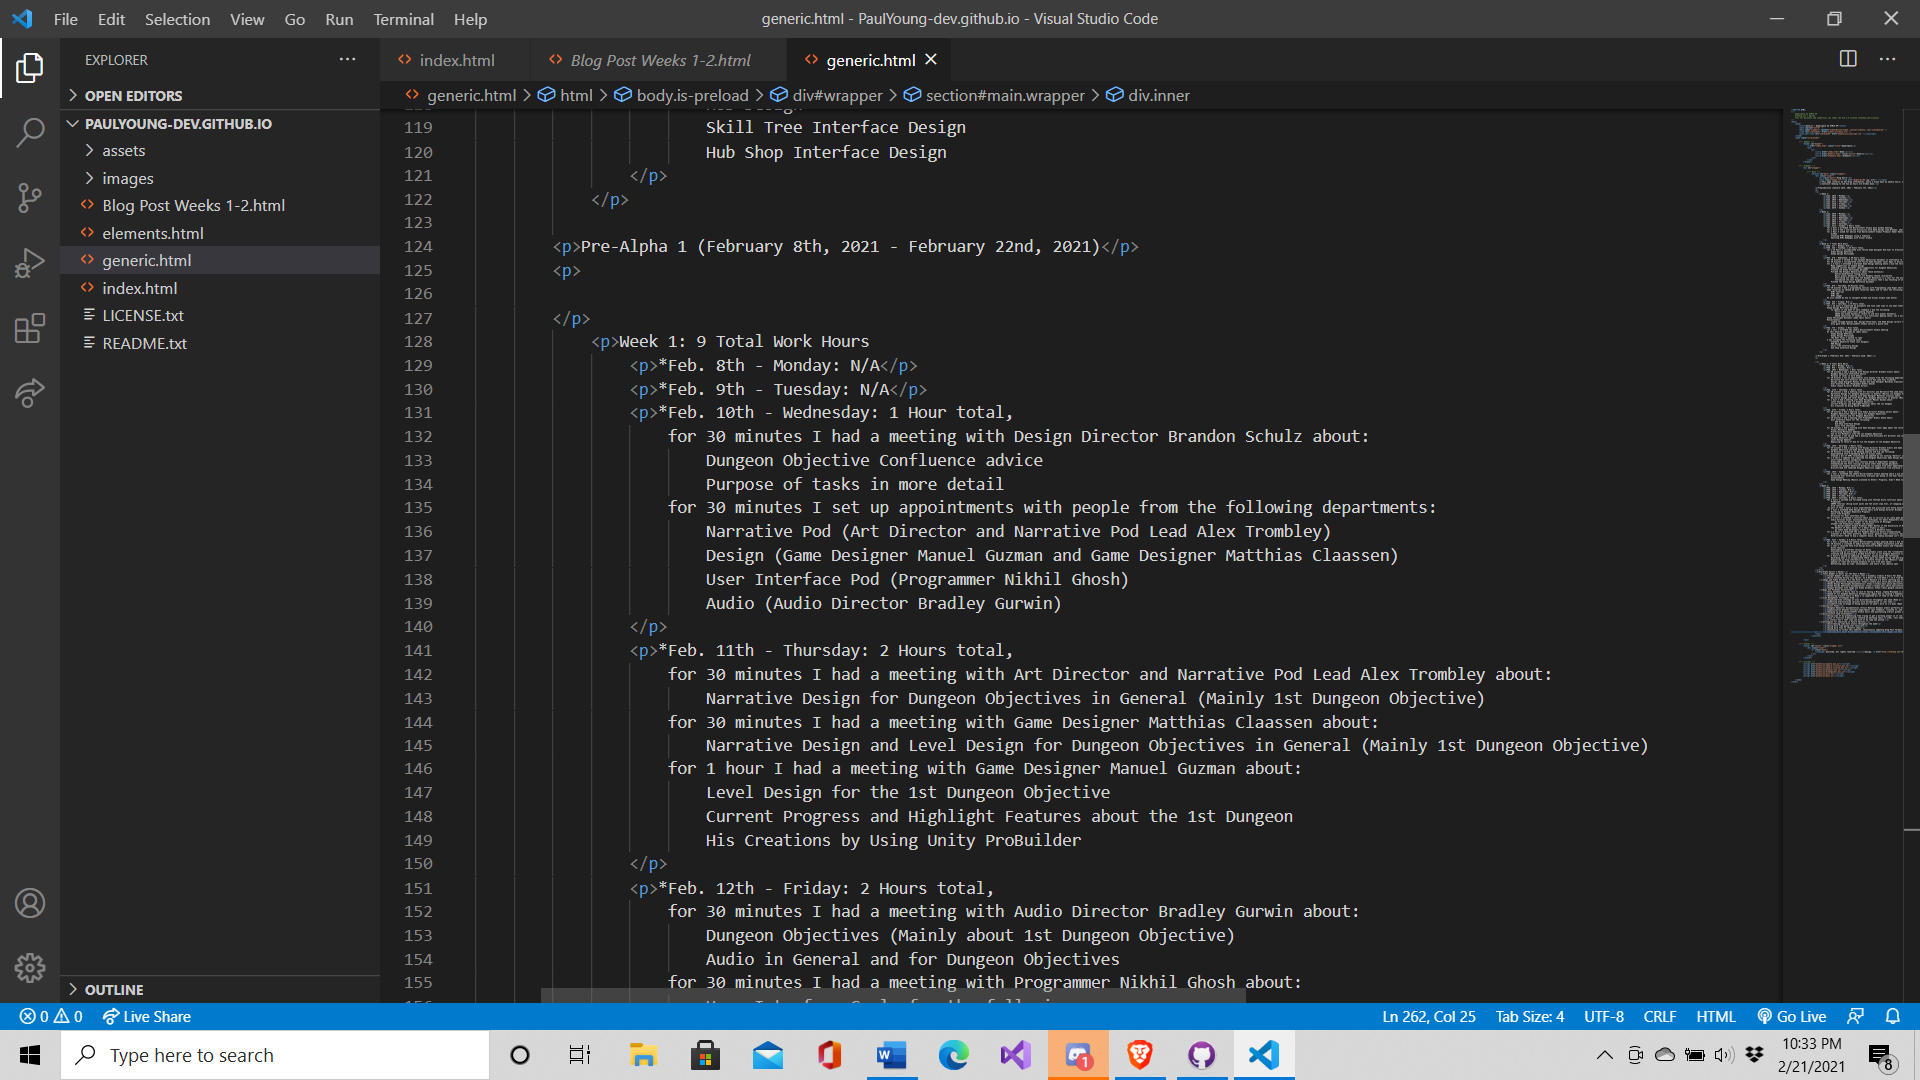 File Edit Selection View Go Run Terminal Help
generic.html - PaulYoung-dev.github.io - Visual Studio Code
EXPLORER
index.html
Blog Post Weeks 1-2.html
generic.html
OPEN EDITORS
generic.html > html > body.is-preload > div#wrapper > section#main.wrapper > div.inner
PAULYOUNG-DEV.GITHUB.IO
assets
images
Blog Post Weeks 1-2.html
elements.html
generic.html
index.html
LICENSE.txt
README.txt
OUTLINE
119 Skill Tree Interface Design
120 Hub Shop Interface Design
121 </p>
122 </p>
123
124 <p>Pre-Alpha 1 (February 8th, 2021 - February 22nd, 2021)</p>
125 <p>
126
127 </p>
128 <p>Week 1: 9 Total Work Hours
129 <p>*Feb. 8th - Monday: N/A</p>
130 <p>*Feb. 9th - Tuesday: N/A</p>
131 <p>*Feb. 10th - Wednesday: 1 Hour total,
132 for 30 minutes I had a meeting with Design Director Brandon Schulz about:
133 Dungeon Objective Confluence advice
134 Purpose of tasks in more detail
135 for 30 minutes I set up appointments with people from the following departments:
136 Narrative Pod (Art Director and Narrative Pod Lead Alex Trombley)
137 Design (Game Designer Manuel Guzman and Game Designer Matthias Claassen)
138 User Interface Pod (Programmer Nikhil Ghosh)
139 Audio (Audio Director Bradley Gurwin)
140 </p>
141 <p>*Feb. 11th - Thursday: 2 Hours total,
142 for 30 minutes I had a meeting with Art Director and Narrative Pod Lead Alex Trombley about:
143 Narrative Design for Dungeon Objectives in General (Mainly 1st Dungeon Objective)
144 for 30 minutes I had a meeting with Game Designer Matthias Claassen about:
145 Narrative Design and Level Design for Dungeon Objectives in General (Mainly 1st Dungeon Objective)
146 for 1 hour I had a meeting with Game Designer Manuel Guzman about:
147 Level Design for the 1st Dungeon Objective
148 Current Progress and Highlight Features about the 1st Dungeon
149 His Creations by Using Unity ProBuilder
150 </p>
151 <p>*Feb. 12th - Friday: 2 Hours total,
152 for 30 minutes I had a meeting with Audio Director Bradley Gurwin about:
153 Dungeon Objectives (Mainly about 1st Dungeon Objective)
154 Audio in General and for Dungeon Objectives
155 for 30 minutes I had a meeting with Programmer Nikhil Ghosh about:
0 0 Live Share
Ln 262, Col 25 Tab Size: 4 UTF-8 CRLF HTML Go Live
Type here to search
1
10:33 PM
2/21/2021
8